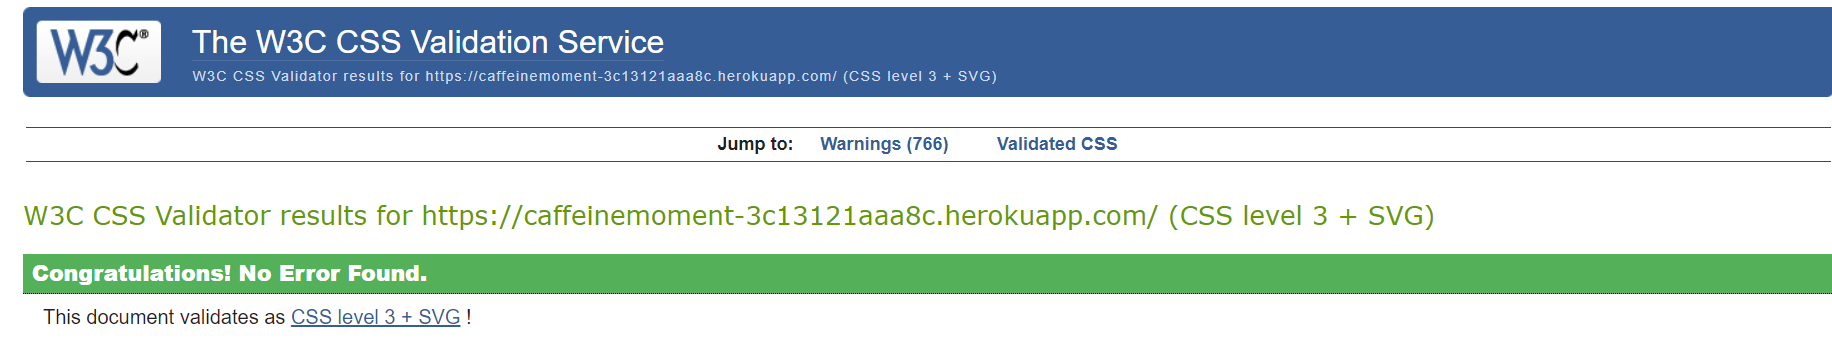 W3C®
The W3C CSS Validation Service
W3C CSS Validator results for https://caffeinemoment-3c13121aaa8c.herokuapp.com/ (CSS level 3 + SVG)
Jump to: Warnings (766) Validated CSS
W3C CSS Validator results for https://caffeinemoment-3c13121aaa8c.herokuapp.com/ (CSS level 3 + SVG)
Congratulations! No Error Found.
This document validates as CSS level 3 + SVG !